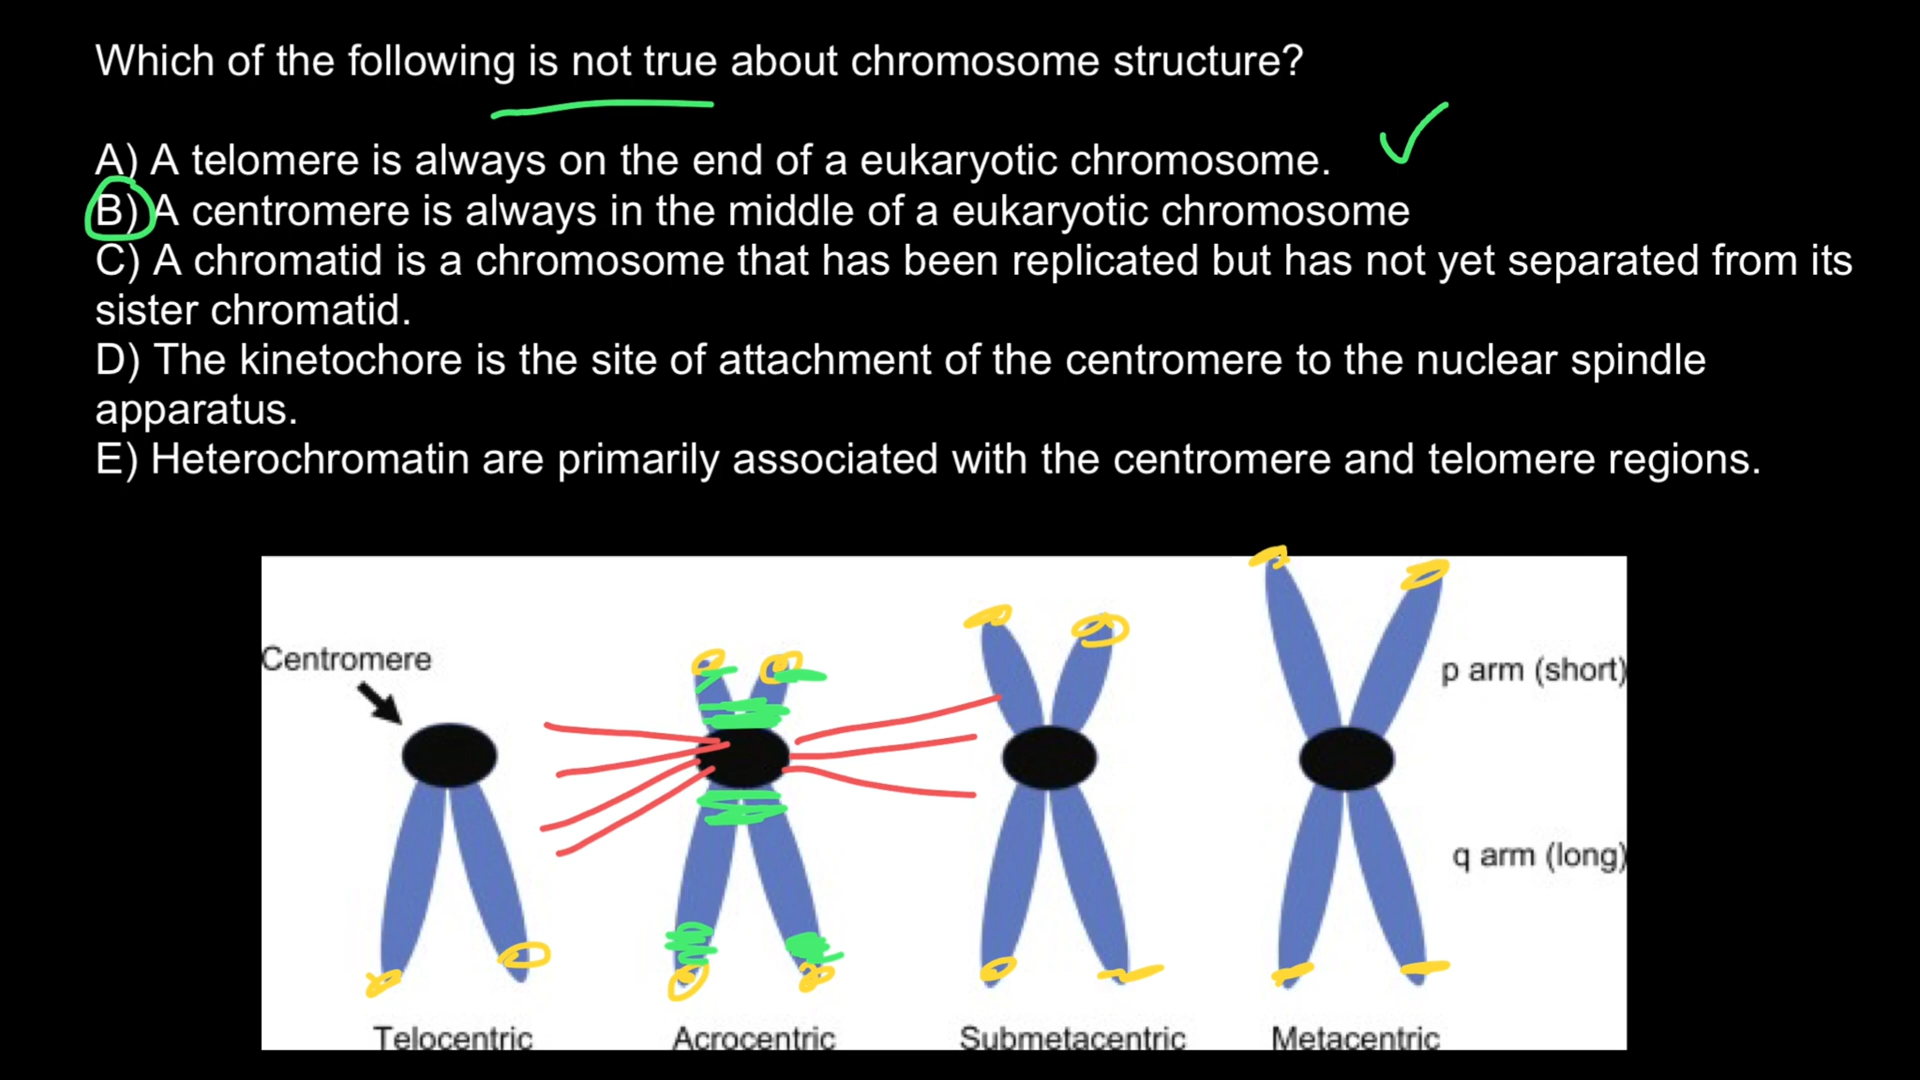 Which of the following is not true about chromosome structure?
A) A telomere is always on the end of a eukaryotic chromosome.
B) A centromere is always in the middle of a eukaryotic chromosome
C) A chromatid is a chromosome that has been replicated but has not yet separated from its
sister chromatid.
D) The kinetochore is the site of attachment of the centromere to the nuclear spindle
apparatus.
E) Heterochromatin are primarily associated with the centromere and telomere regions.
Centromere
p arm (short)
q arm (long)
Telocentric Acrocentric Submetacentric Metacentric